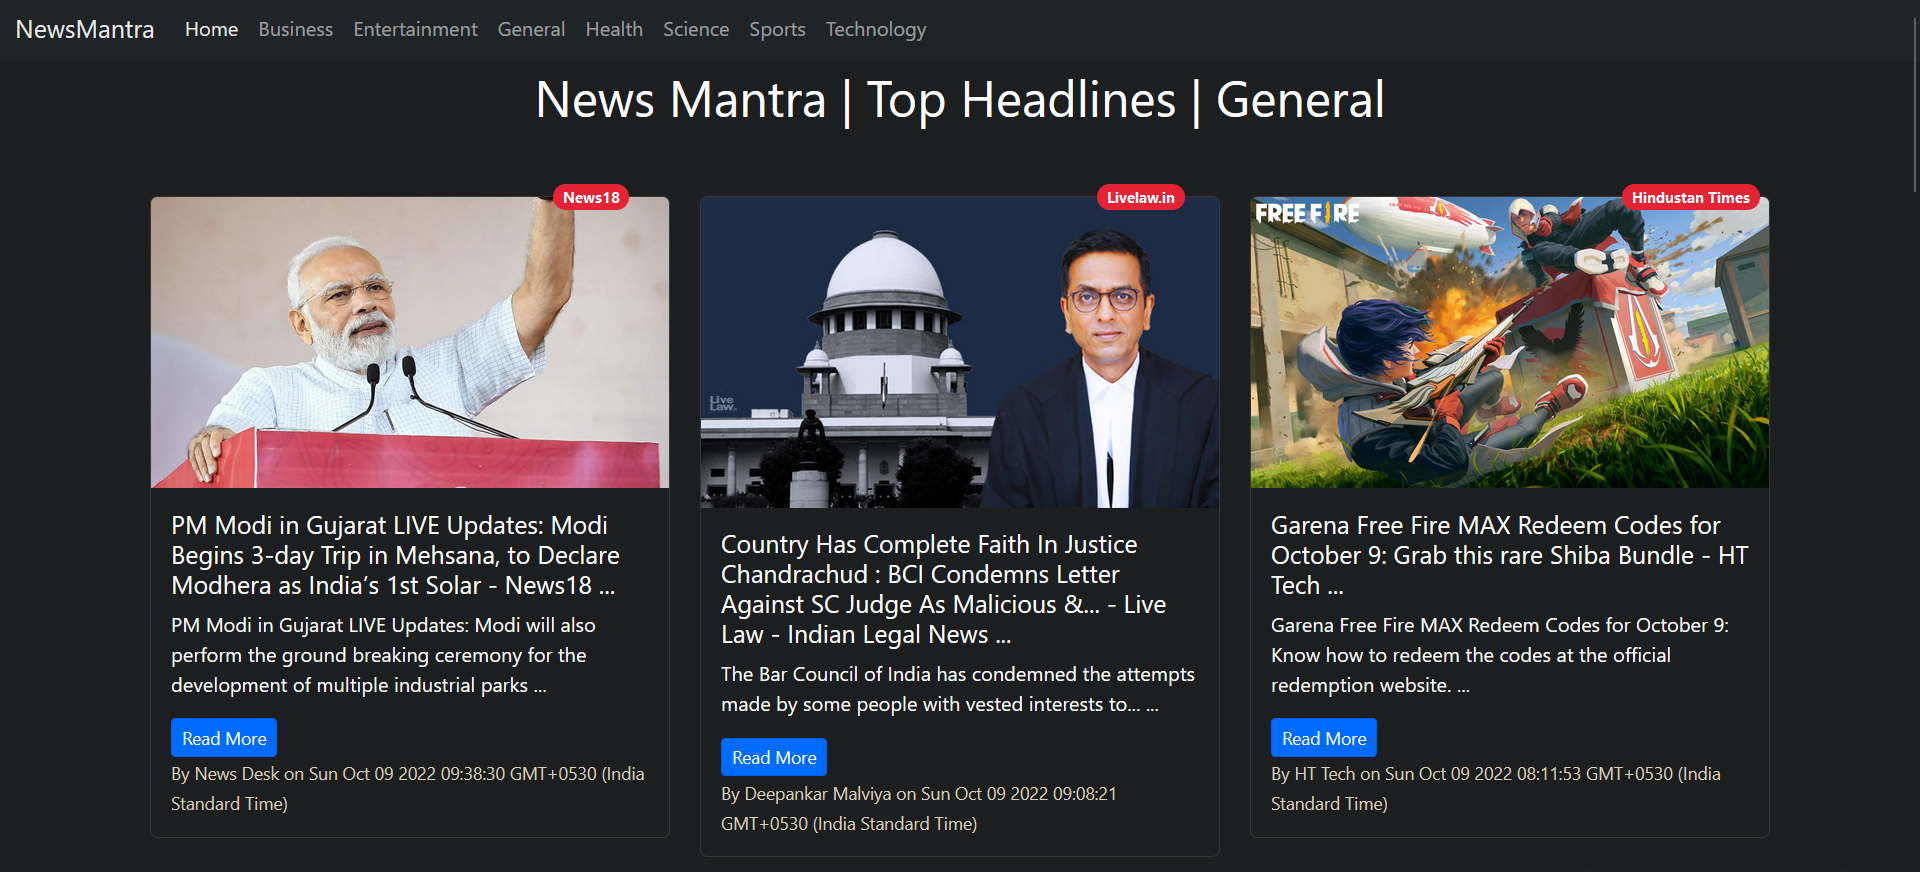 NewsMantra Home Business Entertainment General Health Science Sports Technology
News Mantra | Top Headlines | General
News18
PM Modi in Gujarat LIVE Updates: Modi
Begins 3-day Trip in Mehsana, to Declare
Modhera as India’s 1st Solar - News18 ...
PM Modi in Gujarat LIVE Updates: Modi will also
perform the ground breaking ceremony for the
development of multiple industrial parks ...
Read More
By News Desk on Sun Oct 09 2022 09:38:30 GMT+0530 (India
Standard Time)
Livelaw.in
Live
Law.in
Country Has Complete Faith In Justice
Chandrachud : BCI Condemns Letter
Against SC Judge As Malicious &... - Live
Law - Indian Legal News ...
The Bar Council of India has condemned the attempts
made by some people with vested interests to... ...
Read More
By Deepankar Malviya on Sun Oct 09 2022 09:08:21
GMT+0530 (India Standard Time)
Hindustan Times
FREE FIRE
Garena Free Fire MAX Redeem Codes for
October 9: Grab this rare Shiba Bundle - HT
Tech ...
Garena Free Fire MAX Redeem Codes for October 9:
Know how to redeem the codes at the official
redemption website. ...
Read More
By HT Tech on Sun Oct 09 2022 08:11:53 GMT+0530 (India
Standard Time)